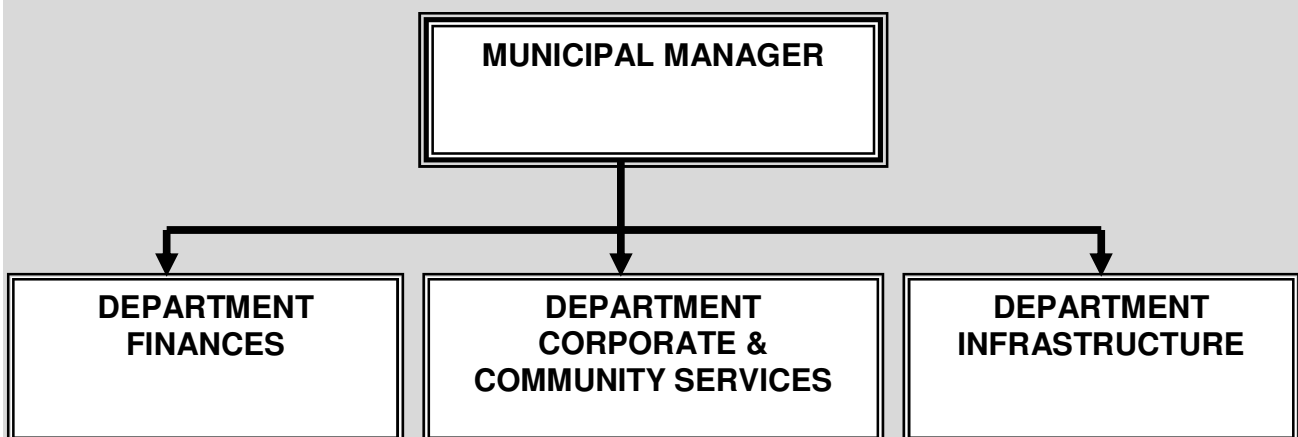 MUNICIPAL MANAGER
DEPARTMENT
FINANCES
DEPARTMENT
CORPORATE &
COMMUNITY SERVICES
DEPARTMENT
INFRASTRUCTURE